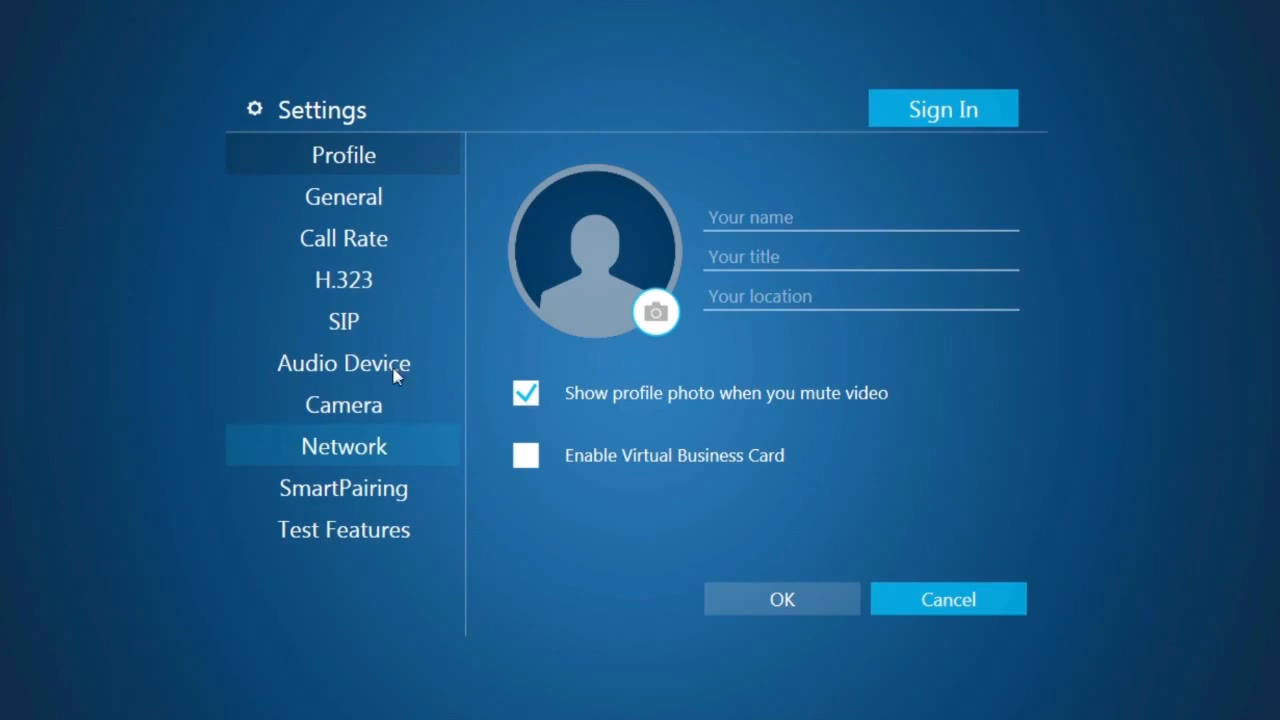 Settings
Sign In
Profile
General
Call Rate
H.323
SIP
Audio Device
Camera
Network
SmartPairing
Test Features
Your name
Your title
Your location
Show profile photo when you mute video
Enable Virtual Business Card
OK
Cancel